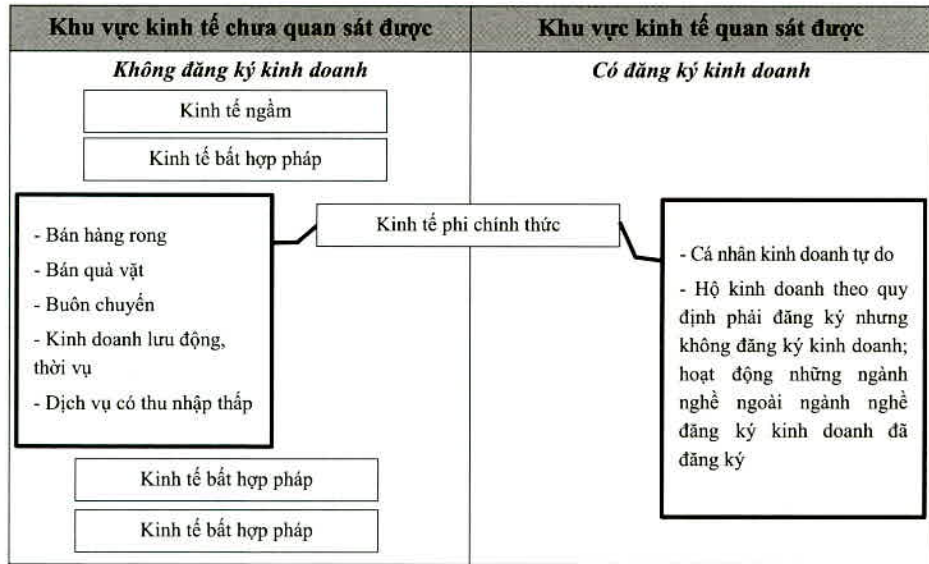 Khu vực kinh tế chưa quan sát được
Khu vực kinh tế quan sát được
Không đăng ký kinh doanh
Có đăng ký kinh doanh
Kinh tế ngầm
Kinh tế bất hợp pháp
Kinh tế phi chính thức
- Bán hàng rong
- Bán quà vặt
- Buôn chuyến
- Kinh doanh lưu động,
thời vụ
- Dịch vụ có thu nhập thấp
- Cá nhân kinh doanh tự do
- Hộ kinh doanh theo quy
định phải đăng ký nhưng
không đăng ký kinh doanh;
hoạt động những ngành
nghề ngoài ngành nghề
đăng ký kinh doanh đã
đăng ký
Kinh tế bất hợp pháp
Kinh tế bất hợp pháp